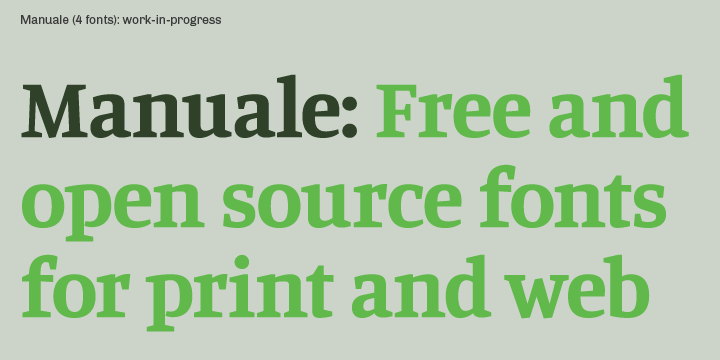 Manuale (4 fonts): work-in-progress
Manuale: Free and
open source fonts
for print and web